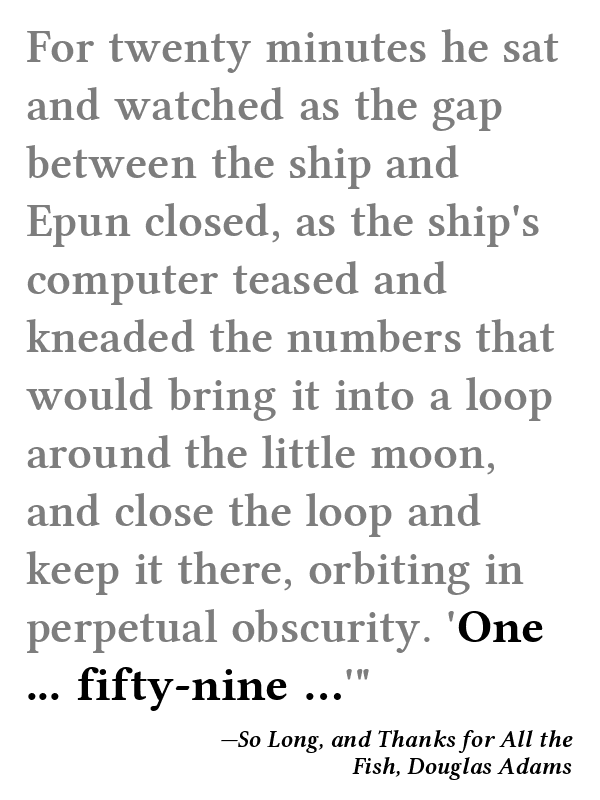 For twenty minutes he sat
and watched as the gap
between the ship and
Epun closed, as the ship's
computer teased and
kneaded the numbers that
would bring it into a loop
around the little moon,
and close the loop and
keep it there, orbiting in
perpetual obscurity. 'One
... fifty-nine ...'"
—So Long, and Thanks for All the
Fish, Douglas Adams